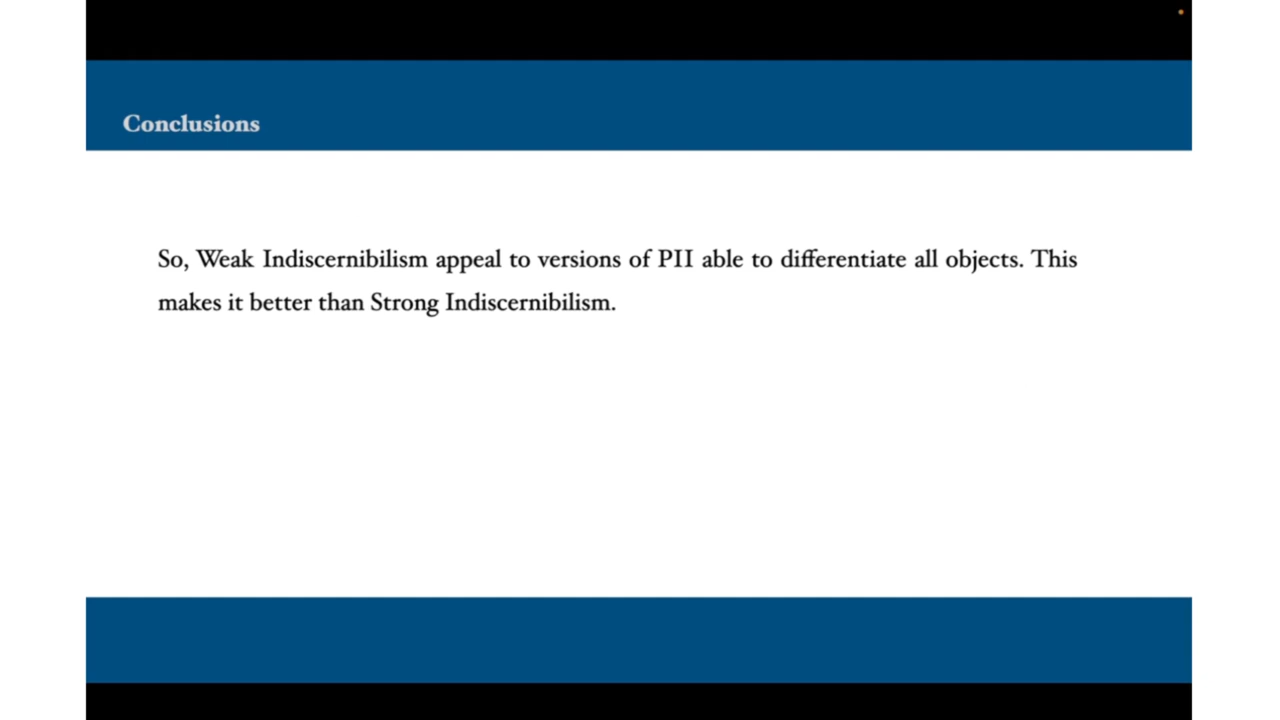 Conclusions
So, Weak Indiscernibilism appeal to versions of PII able to differentiate all objects. This
makes it better than Strong Indiscernibilism.